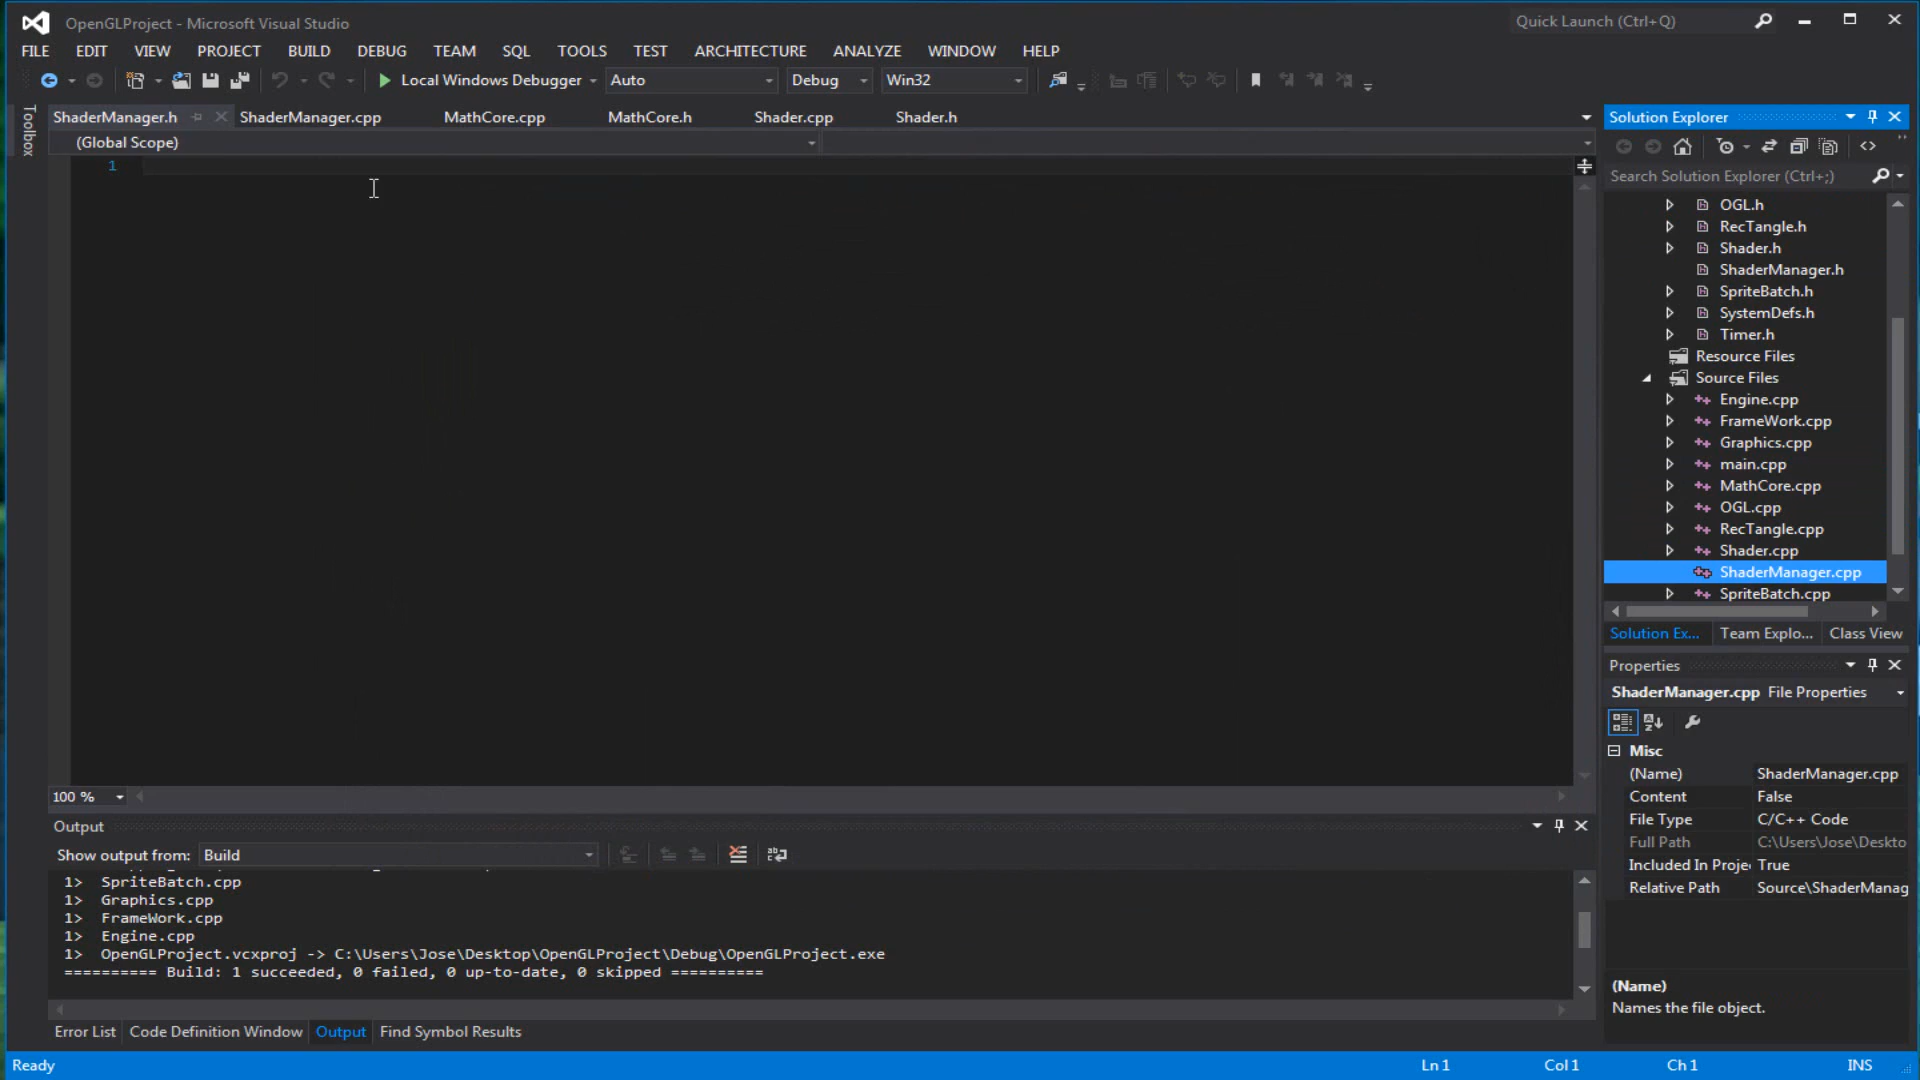 OpenGLProject - Microsoft Visual Studio
Quick Launch (Ctrl+Q)
FILE EDIT VIEW PROJECT BUILD DEBUG TEAM SQL TOOLS TEST ARCHITECTURE ANALYZE WINDOW HELP
Local Windows Debugger Auto Debug Win32
Toolbox
ShaderManager.h ShaderManager.cpp MathCore.cpp MathCore.h Shader.cpp Shader.h
(Global Scope)
1
100 %
Output
Show output from: Build
1> SpriteBatch.cpp
1> Graphics.cpp
1> FrameWork.cpp
1> Engine.cpp
1> OpenGLProject.vcxproj -> C:\Users\Jose\Desktop\OpenGLProject\Debug\OpenGLProject.exe
========== Build: 1 succeeded, 0 failed, 0 up-to-date, 0 skipped ==========
Error List Code Definition Window Output Find Symbol Results
Solution Explorer
Search Solution Explorer (Ctrl+;)
OGL.h
RecTangle.h
Shader.h
ShaderManager.h
SpriteBatch.h
SystemDefs.h
Timer.h
Resource Files
Source Files
Engine.cpp
FrameWork.cpp
Graphics.cpp
main.cpp
MathCore.cpp
OGL.cpp
RecTangle.cpp
Shader.cpp
ShaderManager.cpp
SpriteBatch.cpp
Solution Ex... Team Explo... Class View
Properties
ShaderManager.cpp File Properties
Misc
(Name) ShaderManager.cpp
Content False
File Type C/C++ Code
Full Path C:\Users\Jose\Deskto
Included In Projec True
Relative Path Source\ShaderManag
(Name)
Names the file object.
Ready Ln 1 Col 1 Ch 1 INS